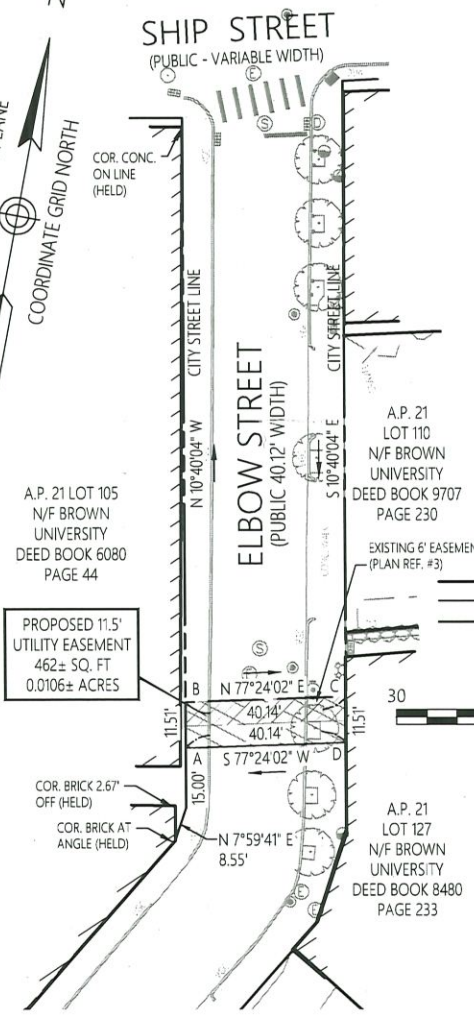 N
SHIP STREET
(PUBLIC - VARIABLE WIDTH)
COORDINATE GRID NORTH
COR. CONC.
ON LINE
(HELD)
CITY STREET LINE
CITY STREET LINE
N 10°40'04" W
ELBOW STREET
(PUBLIC 40.12' WIDTH)
S 10°40'04" E
A.P. 21
LOT 110
N/F BROWN
UNIVERSITY
DEED BOOK 9707
PAGE 230
A.P. 21 LOT 105
N/F BROWN
UNIVERSITY
DEED BOOK 6080
PAGE 44
EXISTING 6' EASEMEN
(PLAN REF. #3)
PROPOSED 11.5'
UTILITY EASEMENT
462± SQ. FT
0.0106± ACRES
B N 77°24'02" E C
30
11.51'
40.14'
40.14'
11.51'
A S 77°24'02" W D
15.00'
COR. BRICK 2.67'
OFF (HELD)
COR. BRICK AT
ANGLE (HELD)
N 7°59'41" E
8.55'
A.P. 21
LOT 127
N/F BROWN
UNIVERSITY
DEED BOOK 8480
PAGE 233
E
S
D
S
E
E